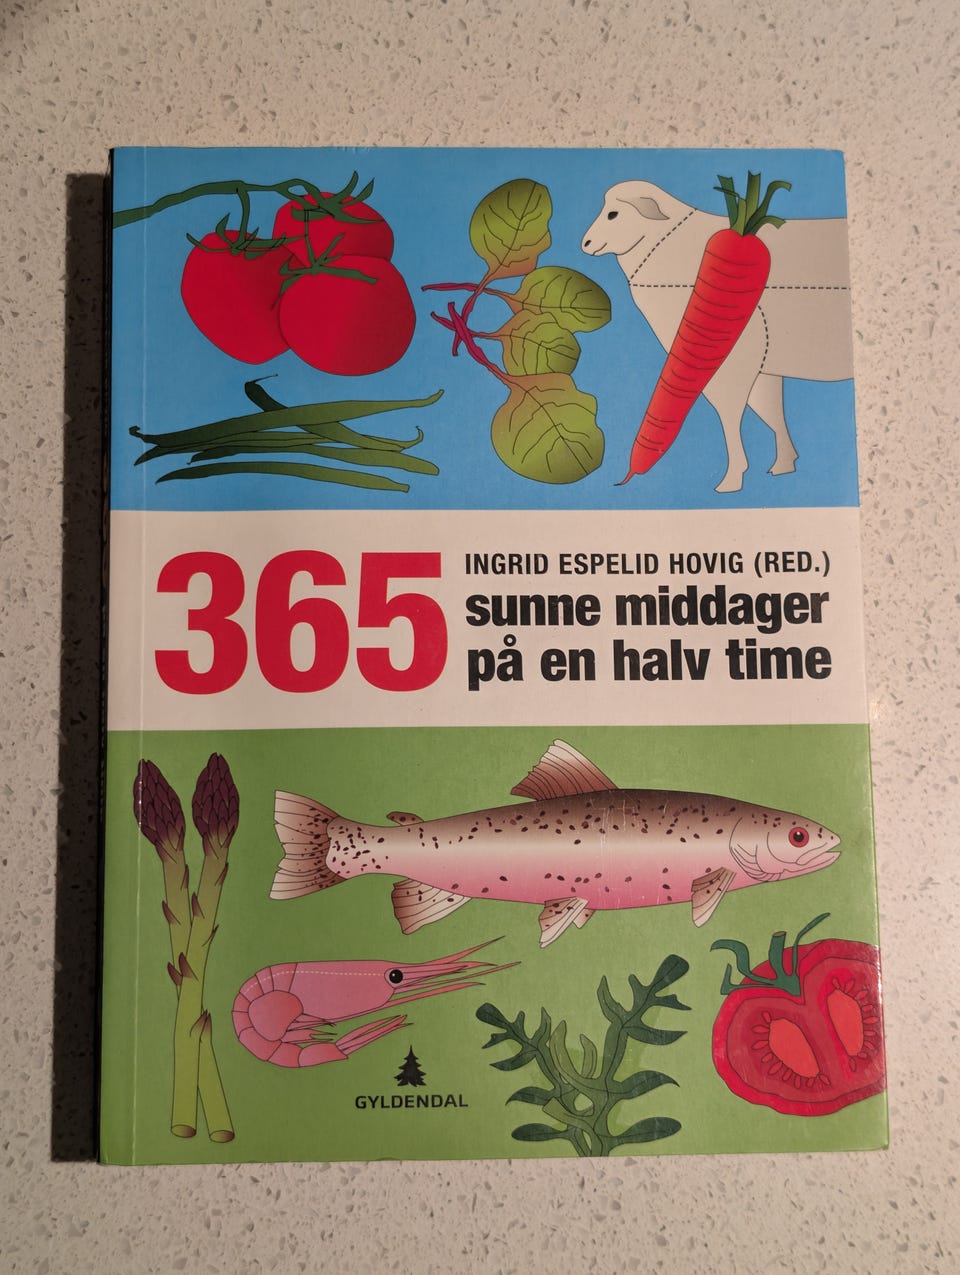 365
INGRID ESPELID HOVIG (RED.)
sunne middager
på en halv time
GYLDENDAL